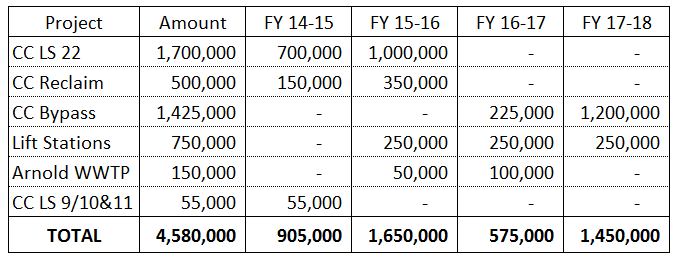 Project Amount FY 14-15 FY 15-16 FY 16-17 FY 17-18
CC LS 22 1,700,000 700,000 1,000,000 - -
CC Reclaim 500,000 150,000 350,000 - -
CC Bypass 1,425,000 - - 225,000 1,200,000
Lift Stations 750,000 - 250,000 250,000 250,000
Arnold WWTP 150,000 - 50,000 100,000
CC LS 9/10&11 55,000 55,000 - - -
TOTAL 4,580,000 905,000 1,650,000 575,000 1,450,000